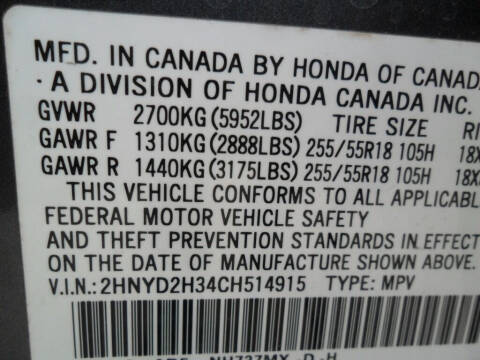 MFD. IN CANADA BY HONDA OF CANADA
· A DIVISION OF HONDA CANADA INC.
GVWR 2700KG (5952LBS) TIRE SIZE RI
GAWR F 1310KG (2888LBS) 255/55R18 105H 18X
GAWR R 1440KG (3175LBS) 255/55R18 105H 18X
THIS VEHICLE CONFORMS TO ALL APPLICABL
FEDERAL MOTOR VEHICLE SAFETY
AND THEFT PREVENTION STANDARDS IN EFFECT
ON THE DATE OF MANUFACTURE SHOWN ABOVE.
V.I.N.: 2HNYD2H34CH514915 TYPE: MPV